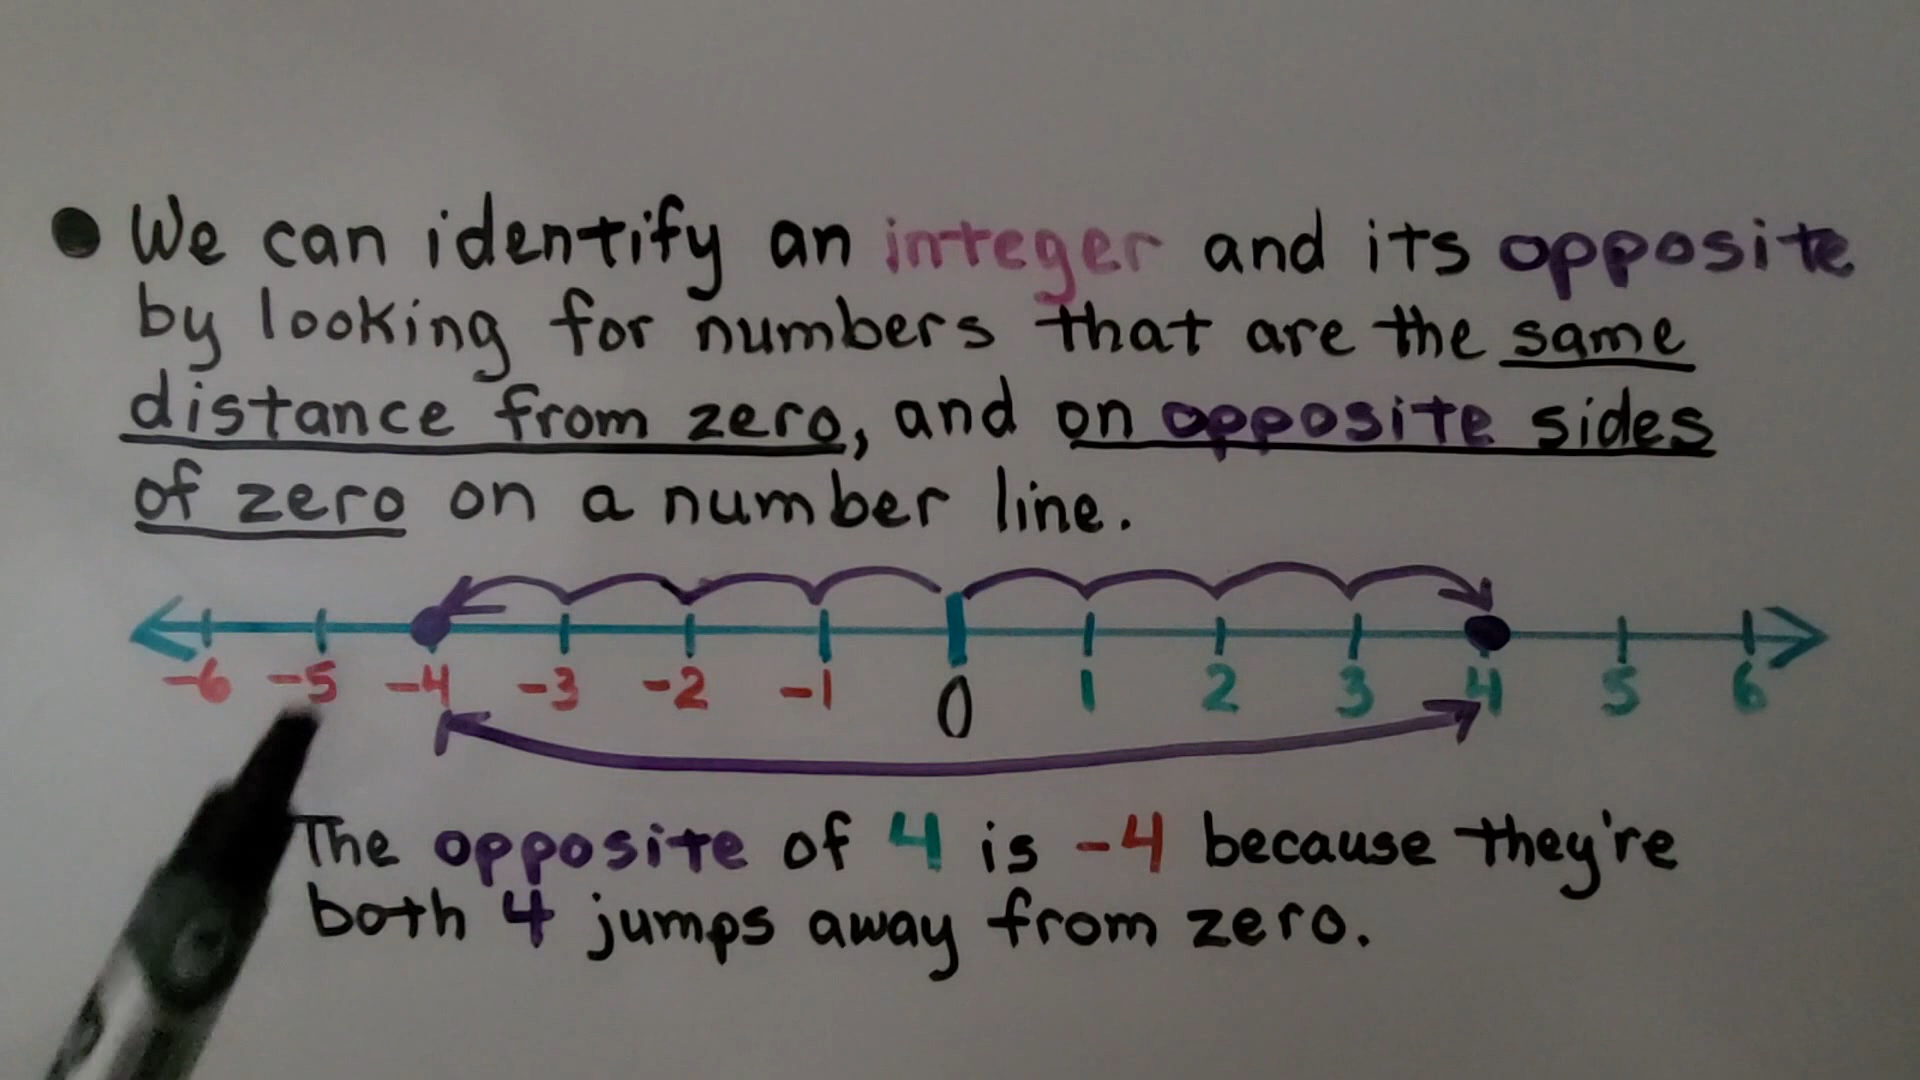 We can identify an integer and its opposite
by looking for numbers that are the same
distance from zero, and on opposite sides
of zero on a number line.
-6 -5 -4 -3 -2 -1 0 1 2 3 4 5 6
The opposite of 4 is -4 because they're
both 4 jumps away from zero.